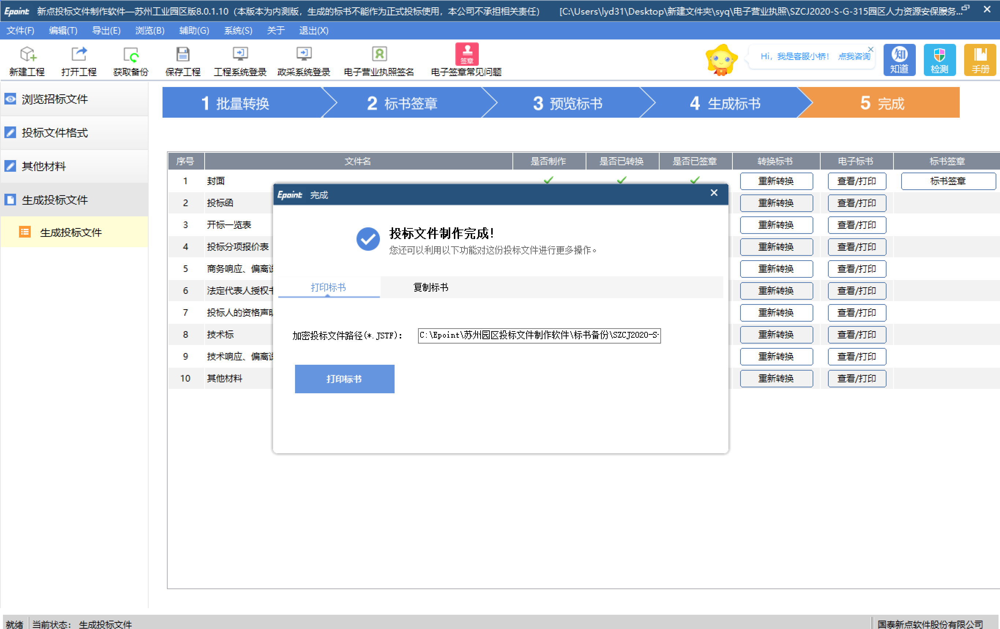 Epoint 新点投标文件制作软件—苏州工业园区版8.0.1.10（本版本为内测版，生成的标书不能作为正式投标使用，本公司不承担相关责任） [C:\Users\lyd31\Desktop\新建文件夹\syq\电子营业执照\SZCJ2020-S-G-315园区人力资源安保服务...
文件(F) 编辑(T) 导出(E) 浏览(B) 辅助(G) 系统(S) 关于 退出(X)
签章
Hi，我是客服小桥！ 点我咨询
知
新建工程 打开工程 获取备份 保存工程 工程系统登录 政采系统登录 电子营业执照签名 电子签章常见问题 知道 检测 手册
浏览招标文件
投标文件格式
其他材料
生成投标文件
生成投标文件
1 批量转换 2 标书签章 3 预览标书 4 生成标书 5 完成
序号 文件名 是否制作 是否已转换 是否已签章 转换标书 电子标书 标书签章
1 封面 重新转换 查看/打印 标书签章
2 投标函 重新转换 查看/打印
3 开标一览表 重新转换 查看/打印
4 投标分项报价表 重新转换 查看/打印
5 商务响应、偏离 重新转换 查看/打印
6 法定代表人授权 重新转换 查看/打印
7 投标人的资格声 重新转换 查看/打印
8 技术标 重新转换 查看/打印
9 技术响应、偏离 重新转换 查看/打印
10 其他材料 重新转换 查看/打印
Epoint 完成
投标文件制作完成！
您还可以利用以下功能对这份投标文件进行更多操作。
打印标书 复制标书
加密投标文件路径(*.JSTF)： C:\Epoint\苏州园区投标文件制作软件\标书备份\SZCJ2020-S-
打印标书
就绪 当前状态： 生成投标文件 国泰新点软件股份有限公司